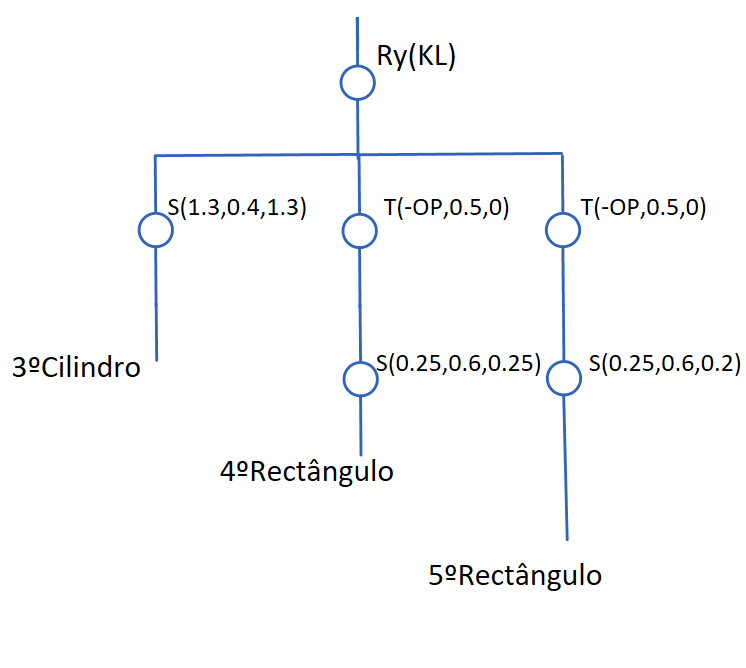 Ry(KL)
S(1.3,0.4,1.3)
T(-OP,0.5,0)
T(-OP,0.5,0)
3ºCilindro
S(0.25,0.6,0.25)
S(0.25,0.6,0.2)
4ºRectângulo
5ºRectângulo